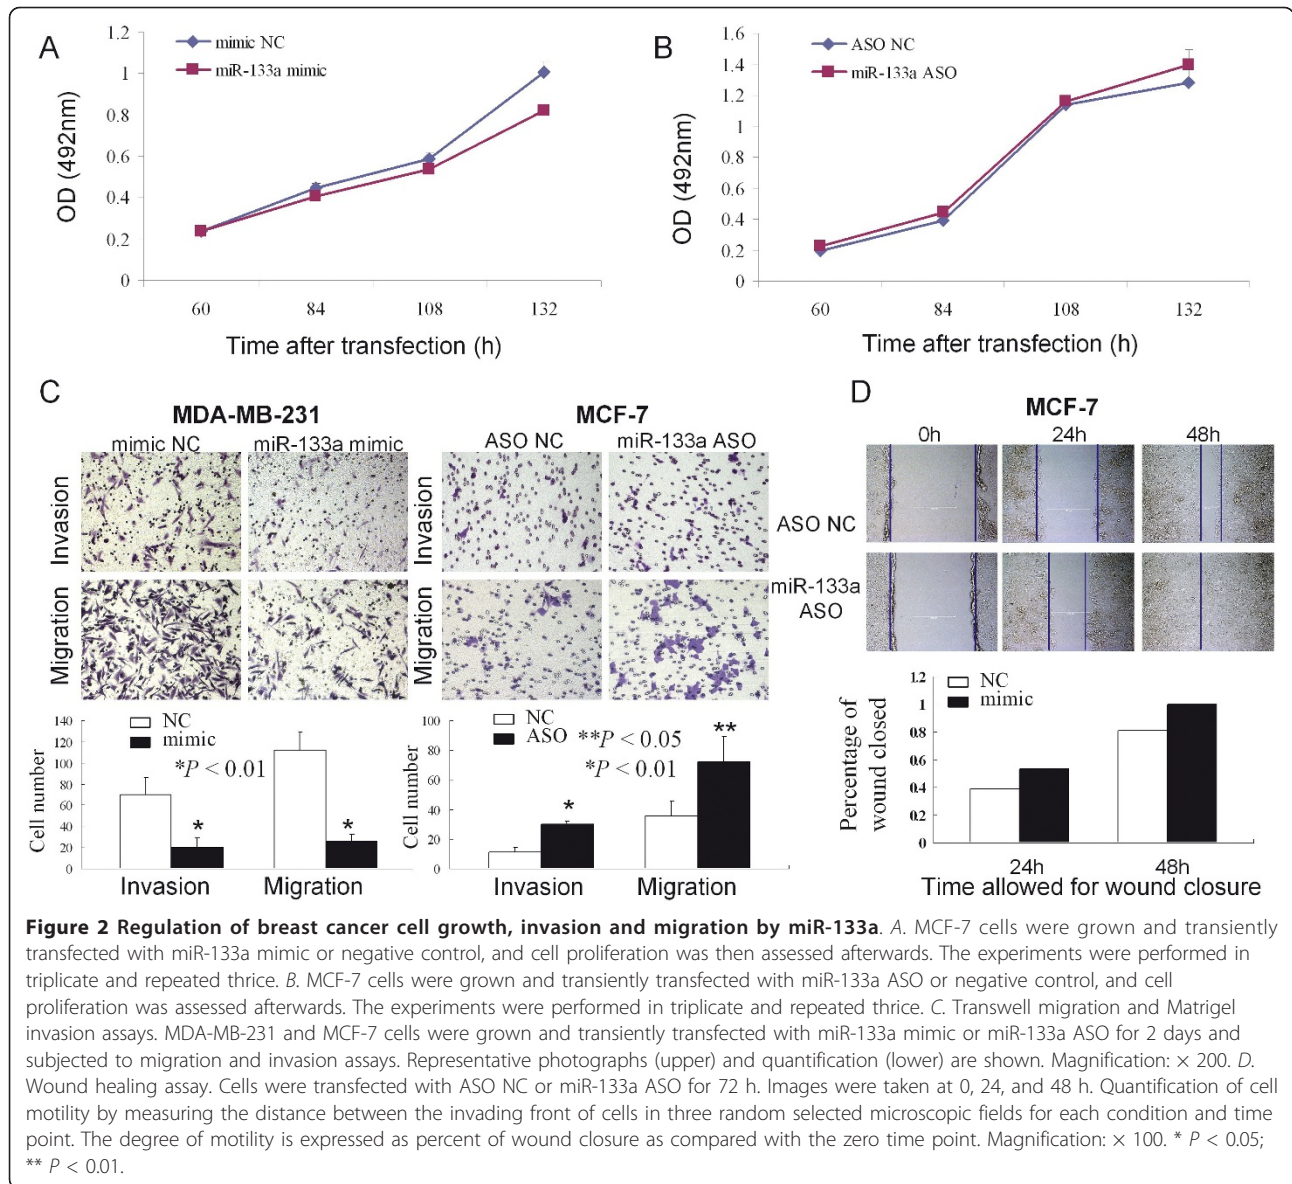 A
1.2
1
0.8
0.6
0.4
0.2
0
mimic NC
miR-133a mimic
OD (492nm)
60 84 108 132
Time after transfection (h)
B
1.6
1.4
1.2
1
0.8
0.6
0.4
0.2
0
ASO NC
miR-133a ASO
OD (492nm)
60 84 108 132
Time after transfection (h)
C
MDA-MB-231
mimic NC miR-133a mimic
Invasion
Migration
MCF-7
ASO NC miR-133a ASO
Invasion
Migration
140
120
100
80
60
40
20
0
Cell number
NC
mimic
*P < 0.01
* *
Invasion Migration
100
80
60
40
20
0
Cell number
NC
ASO
**P < 0.05
*P < 0.01
* **
Invasion Migration
D
MCF-7
0h 24h 48h
ASO NC
miR-133a
ASO
1.2
1
0.8
0.6
0.4
0.2
0
Percentage of
wound closed
NC
mimic
24h 48h
Time allowed for wound closure
Figure 2 Regulation of breast cancer cell growth, invasion and migration by miR-133a. A. MCF-7 cells were grown and transiently
transfected with miR-133a mimic or negative control, and cell proliferation was then assessed afterwards. The experiments were performed in
triplicate and repeated thrice. B. MCF-7 cells were grown and transiently transfected with miR-133a ASO or negative control, and cell
proliferation was assessed afterwards. The experiments were performed in triplicate and repeated thrice. C. Transwell migration and Matrigel
invasion assays. MDA-MB-231 and MCF-7 cells were grown and transiently transfected with miR-133a mimic or miR-133a ASO for 2 days and
subjected to migration and invasion assays. Representative photographs (upper) and quantification (lower) are shown. Magnification: × 200. D.
Wound healing assay. Cells were transfected with ASO NC or miR-133a ASO for 72 h. Images were taken at 0, 24, and 48 h. Quantification of cell
motility by measuring the distance between the invading front of cells in three random selected microscopic fields for each condition and time
point. The degree of motility is expressed as percent of wound closure as compared with the zero time point. Magnification: × 100. * P < 0.05;
** P < 0.01.